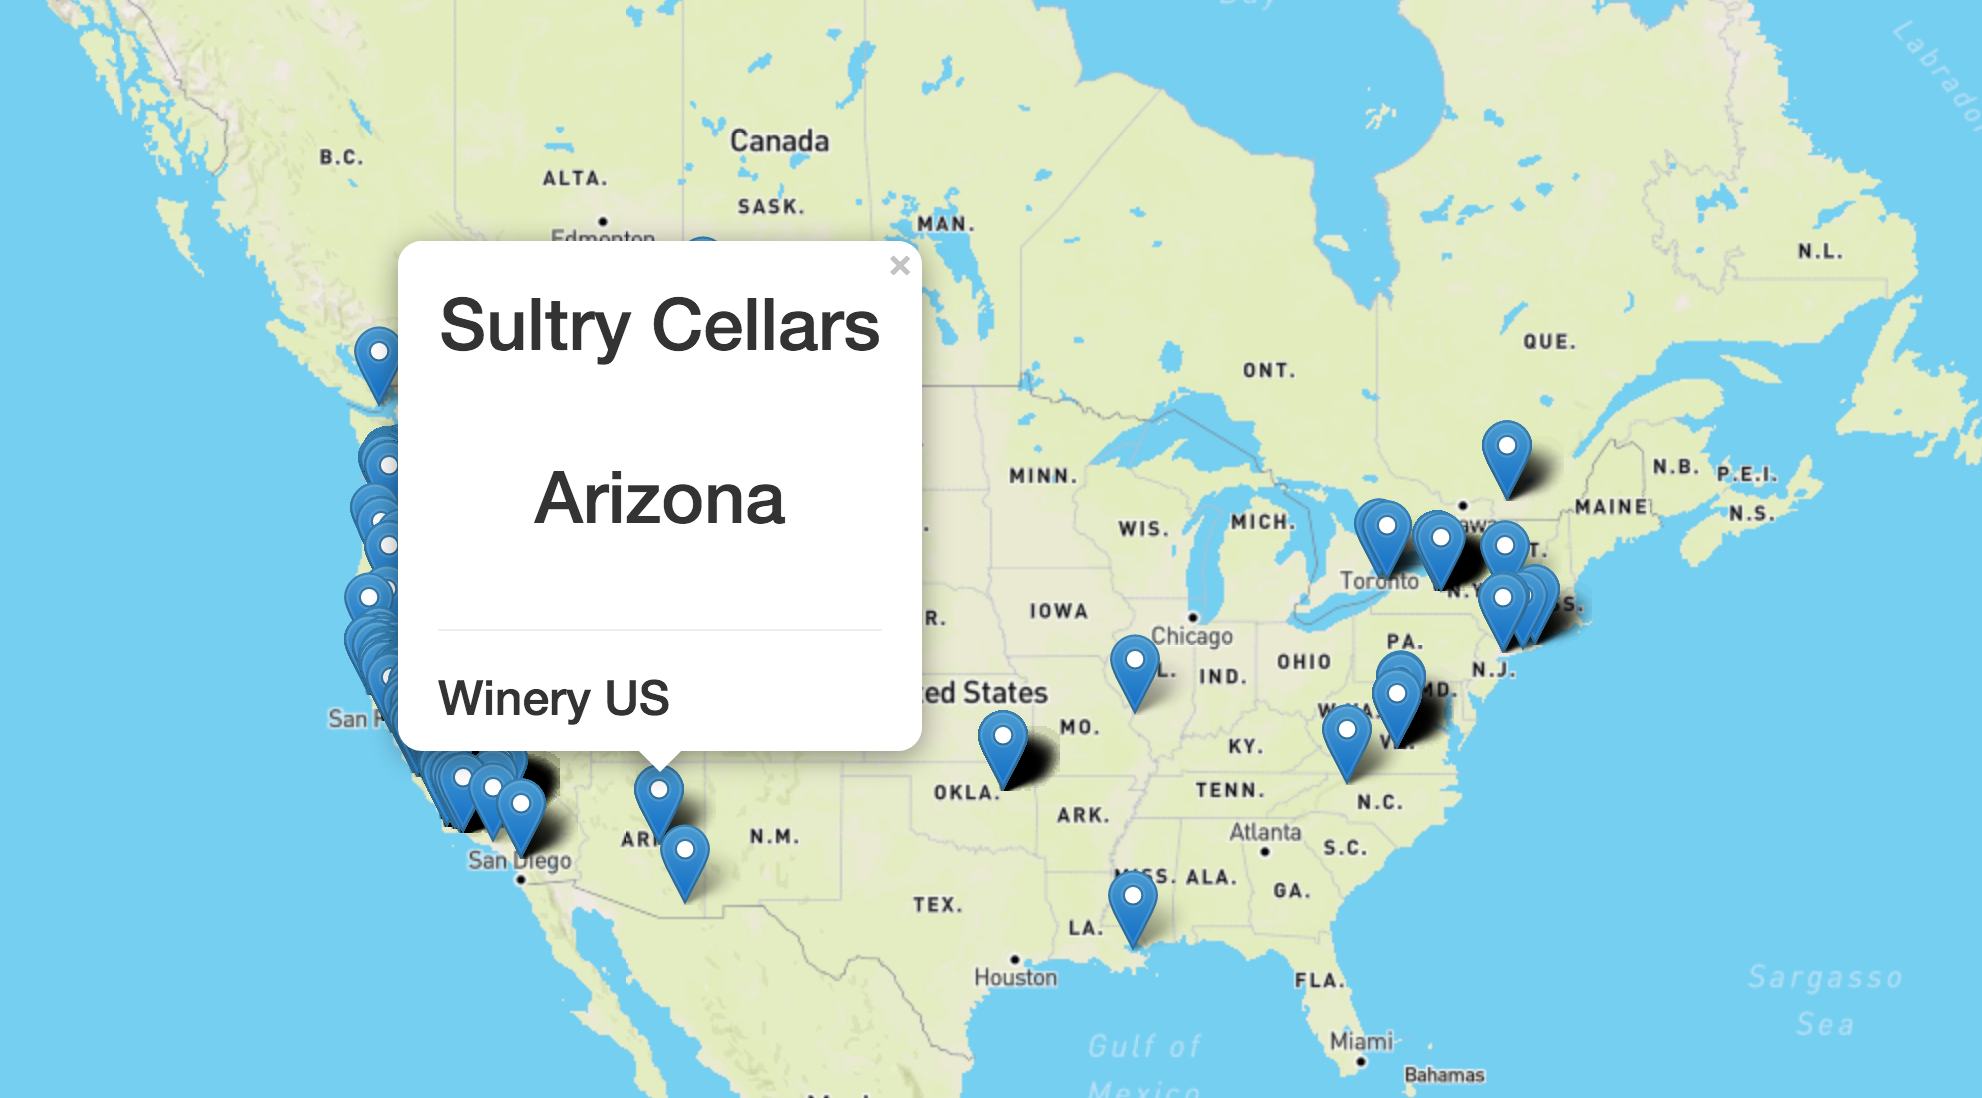 Labrador
Canada
B.C.
ALTA.
SASK.
MAN.
Edmonton
N.L.
×
Sultry Cellars
Arizona
Winery US
QUE.
ONT.
MINN.
N.B.
P.E.I.
MAINE
N.S.
WIS.
MICH.
Toronto
IOWA
Chicago
IND.
OHIO
PA.
N.J.
MD.
ed States
MO.
KY.
OKLA.
TENN.
N.C.
ARK.
Atlanta
S.C.
N.M.
San Diego
MISS.
ALA.
GA.
TEX.
LA.
Houston
FLA.
Sargasso
Sea
Miami
Gulf of
Mexico
Bahamas